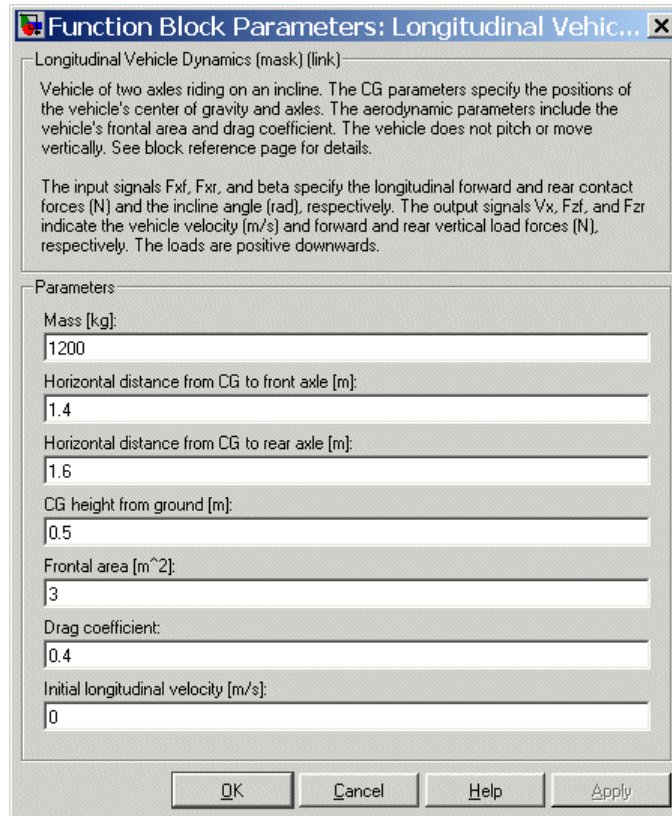 Function Block Parameters: Longitudinal Vehic...
Longitudinal Vehicle Dynamics (mask) (link)
Vehicle of two axles riding on an incline. The CG parameters specify the positions
of the vehicle's center of gravity and axles. The aerodynamic parameters include the
vehicle's frontal area and drag coefficient. The vehicle does not pitch or move
vertically. See block reference page for details.
The input signals Fxf, Fxr, and beta specify the longitudinal forward and rear contact
forces (N) and the incline angle (rad), respectively. The output signals Vx, Fzf, and Fzr
indicate the vehicle velocity (m/s) and forward and rear vertical load forces (N),
respectively. The loads are positive downwards.
Parameters
Mass [kg]:
1200
Horizontal distance from CG to front axle [m]:
1.4
Horizontal distance from CG to rear axle [m]:
1.6
CG height from ground [m]:
0.5
Frontal area [m^2]:
3
Drag coefficient:
0.4
Initial longitudinal velocity [m/s]:
0
OK Cancel Help Apply